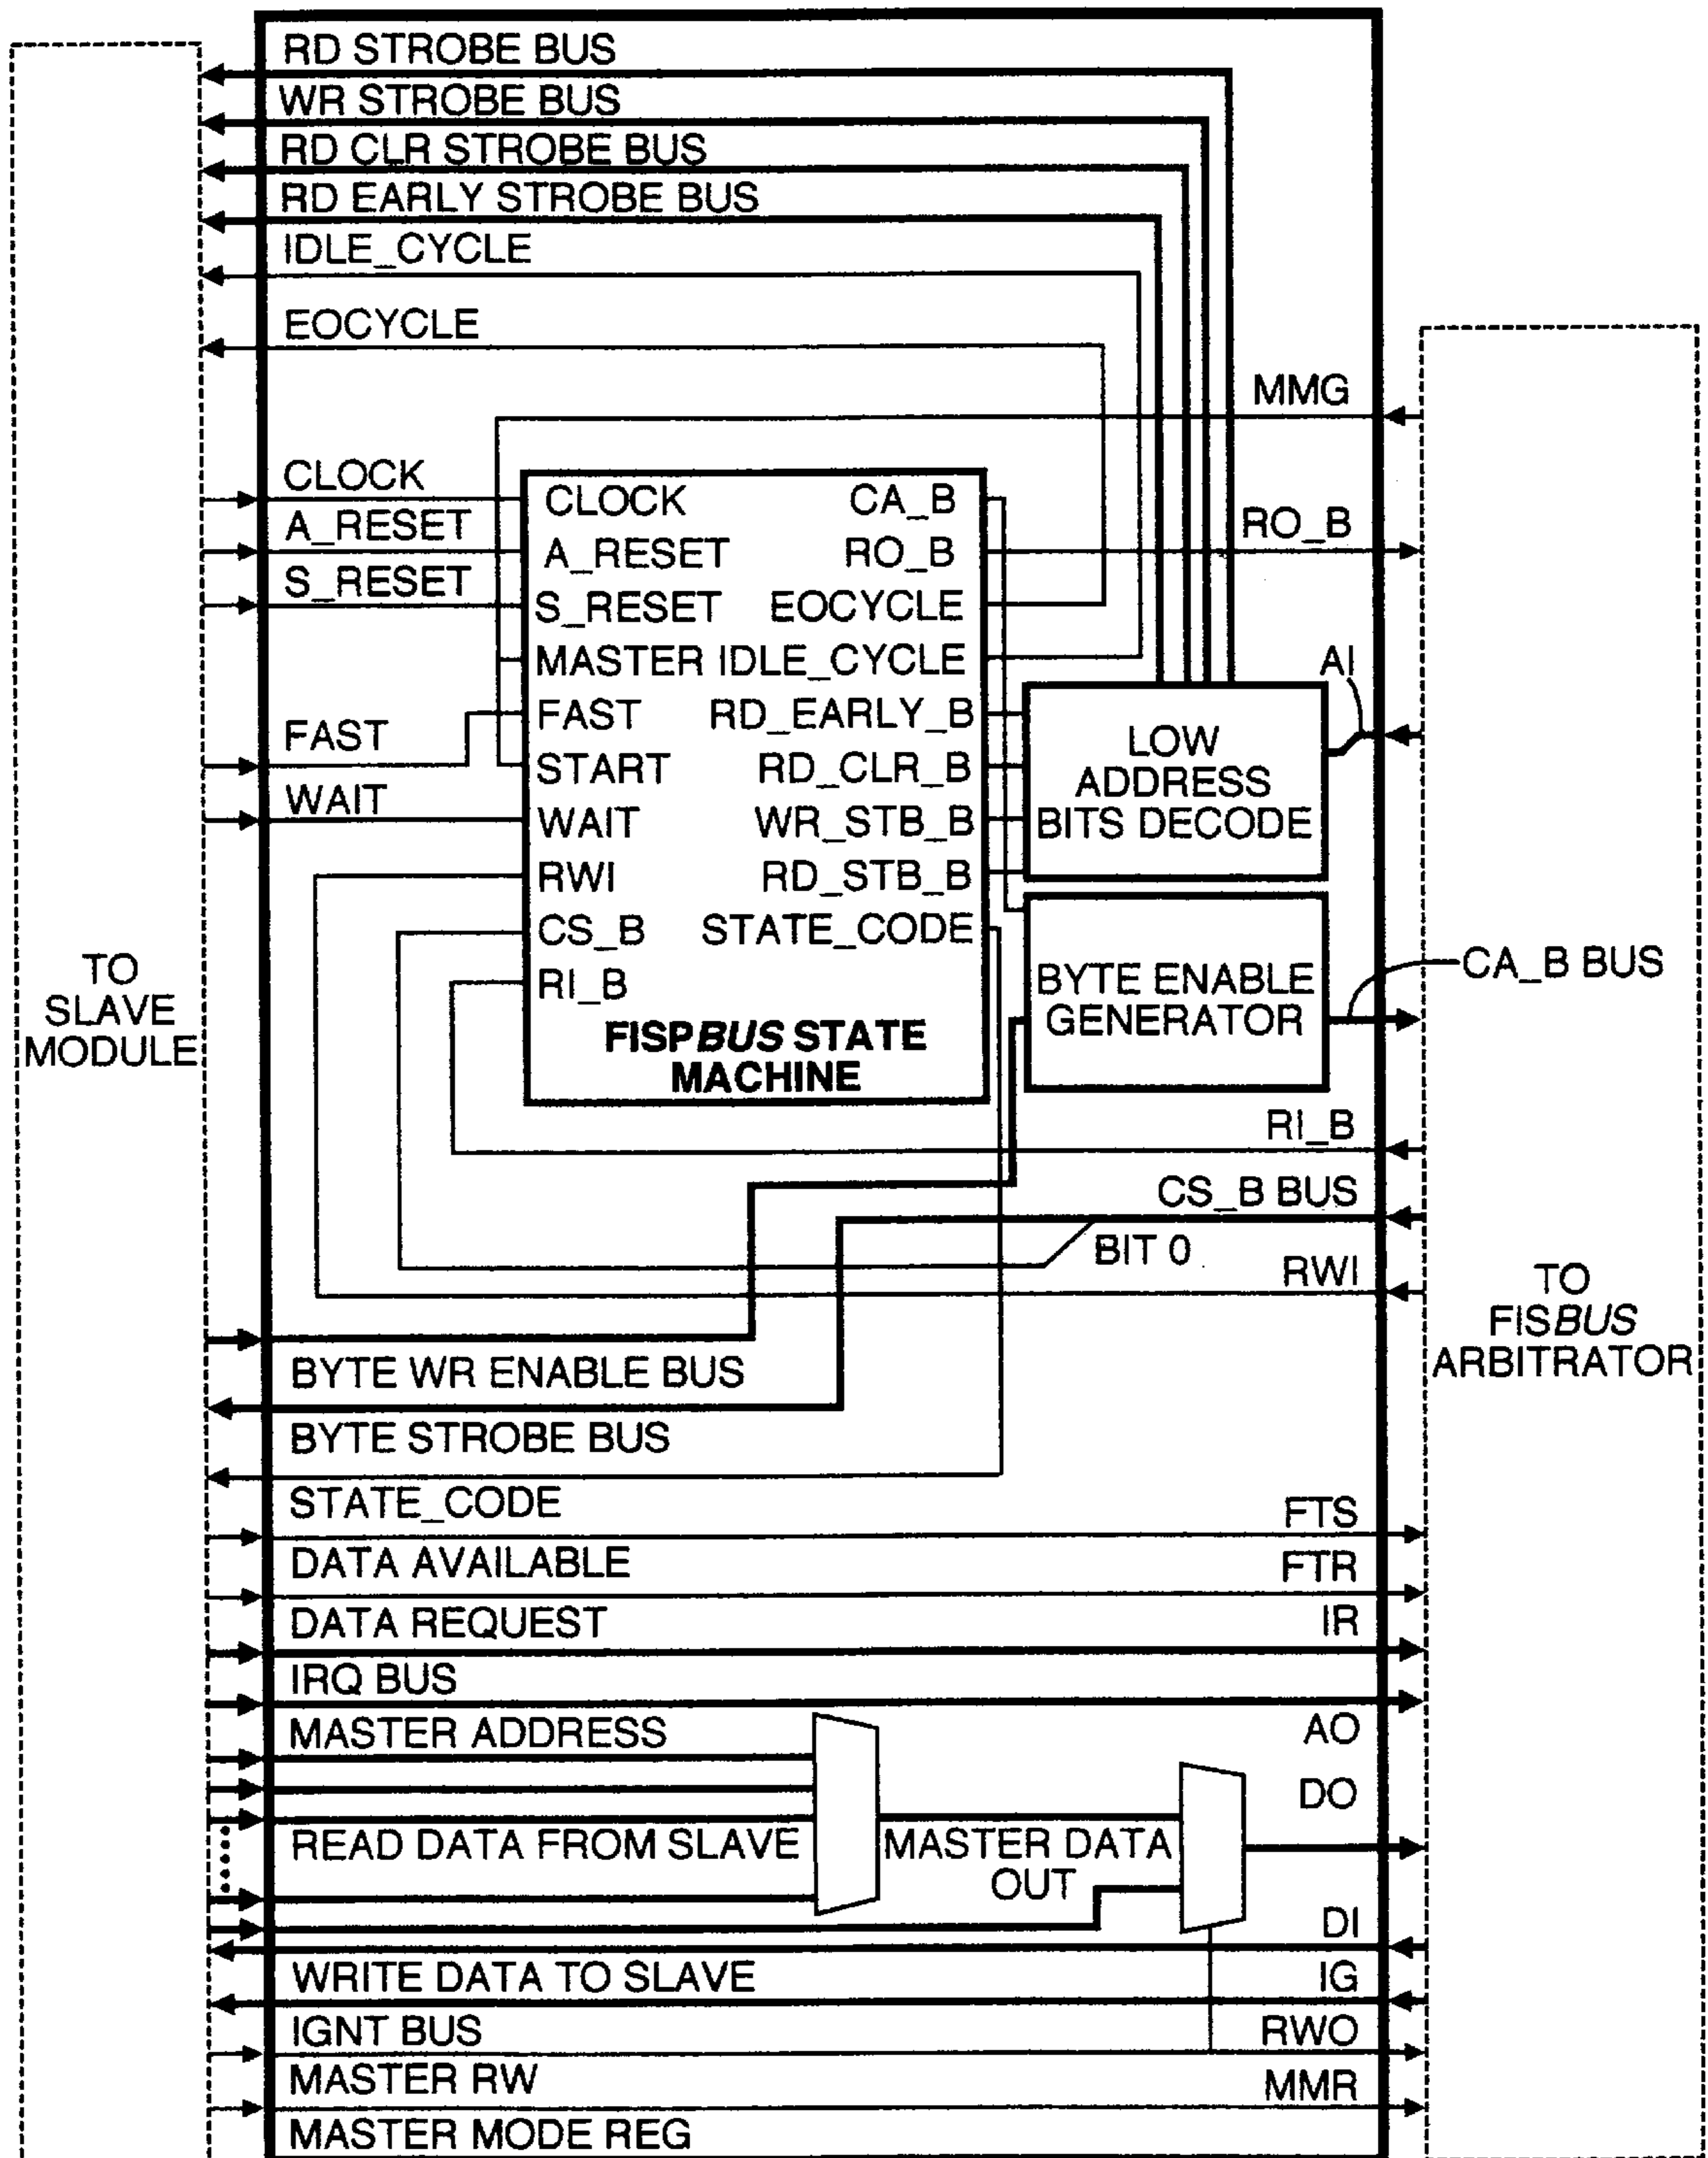 RD STROBE BUS
WR STROBE BUS
RD CLR STROBE BUS
RD EARLY STROBE BUS
IDLE_CYCLE
EOCYCLE
MMG
CLOCK
A_RESET
S_RESET
FAST
WAIT
CLOCK CA_B
A_RESET RO_B
S_RESET EOCYCLE
MASTER IDLE_CYCLE
FAST RD_EARLY_B
START RD_CLR_B
WAIT WR_STB_B
RWI RD_STB_B
CS_B STATE_CODE
RI_B
FISPBUS STATE
MACHINE
RO_B
AI
LOW
ADDRESS
BITS DECODE
BYTE ENABLE
GENERATOR
CA_B BUS
TO
SLAVE
MODULE
RI_B
CS_B BUS
BIT 0
RWI
TO
FISBUS
ARBITRATOR
BYTE WR ENABLE BUS
BYTE STROBE BUS
STATE_CODE
FTS
DATA AVAILABLE
FTR
DATA REQUEST
IR
IRQ BUS
MASTER ADDRESS
AO
DO
READ DATA FROM SLAVE
MASTER DATA
OUT
DI
WRITE DATA TO SLAVE
IG
IGNT BUS
RWO
MASTER RW
MMR
MASTER MODE REG